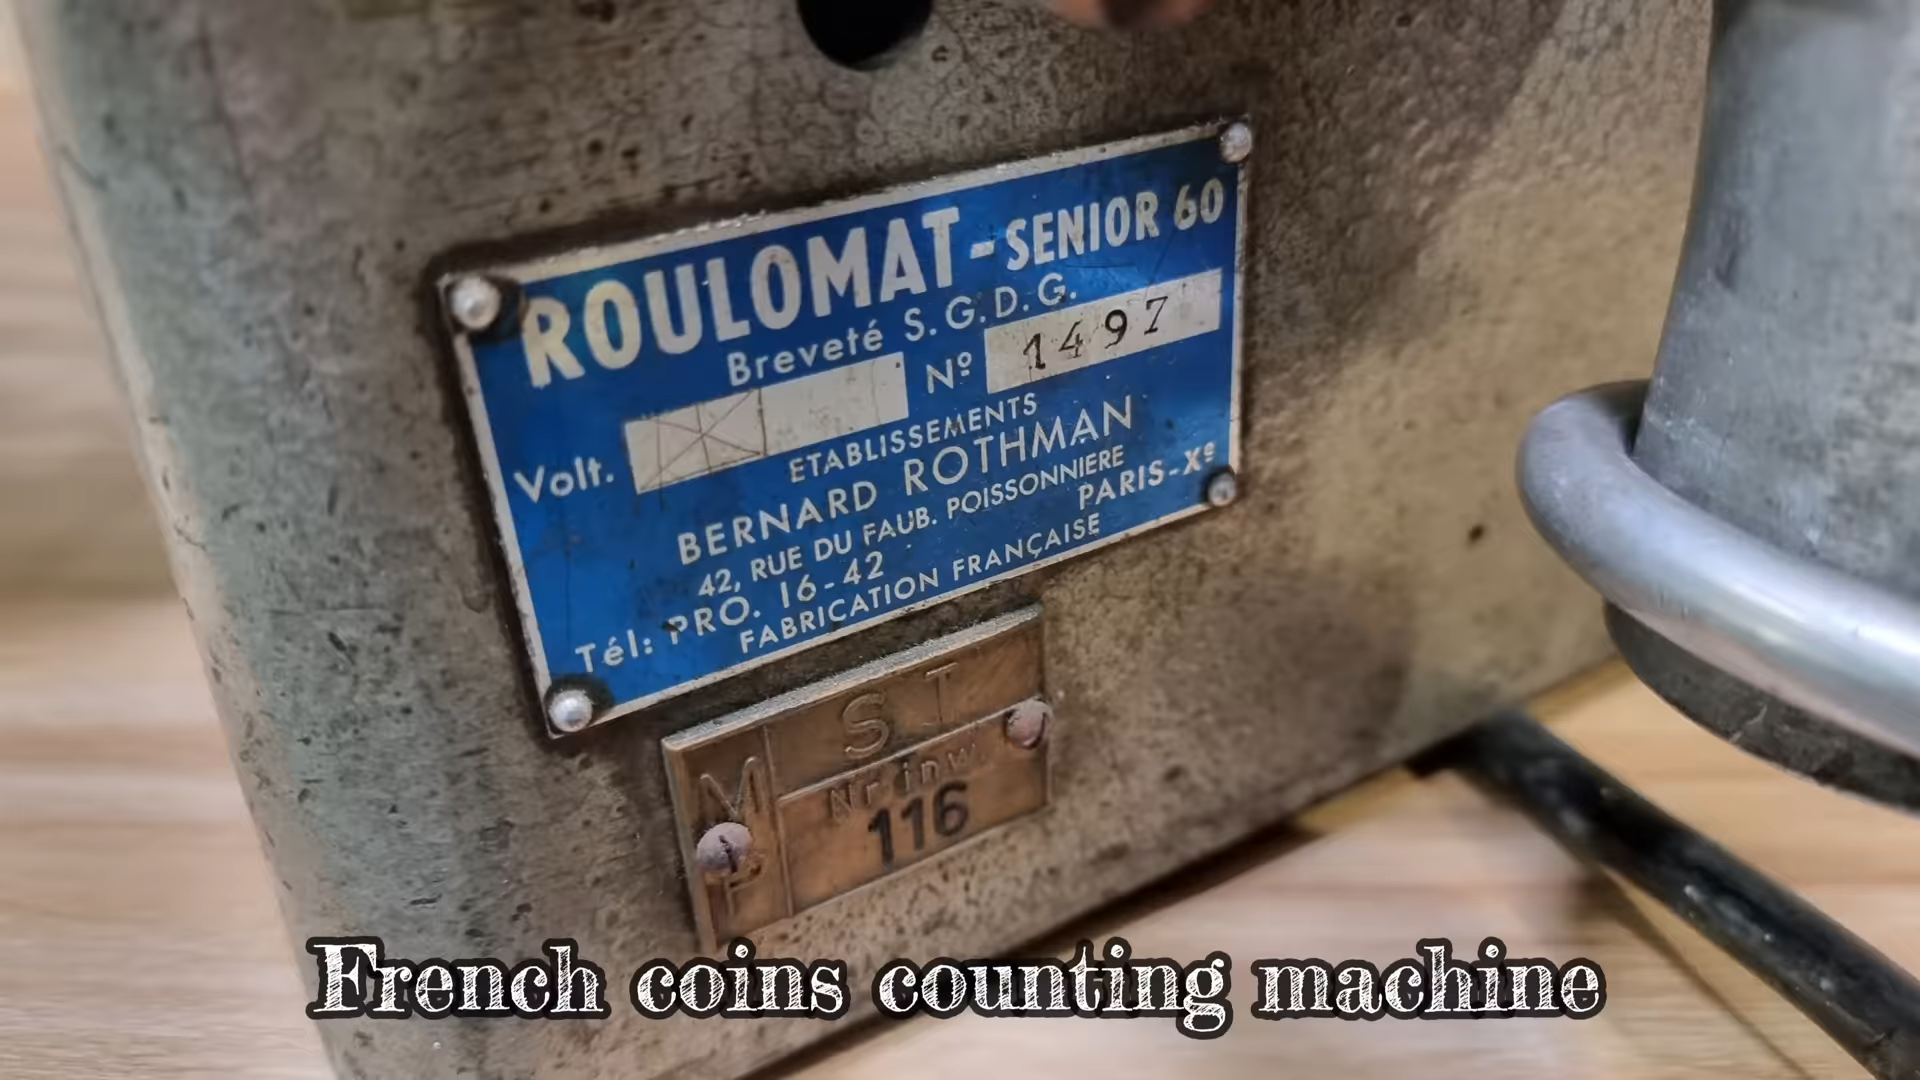 ROULOMAT-SENIOR 60
Breveté S.G.D.G.
Volt. Nº 1497
ETABLISSEMENTS
BERNARD ROTHMAN
42, RUE DU FAUB. POISSONNIERE
PARIS-Xe
Tél: PRO. 16-42
FABRICATION FRANÇAISE
M S T
Nr inw.
116
P
French coins counting machine